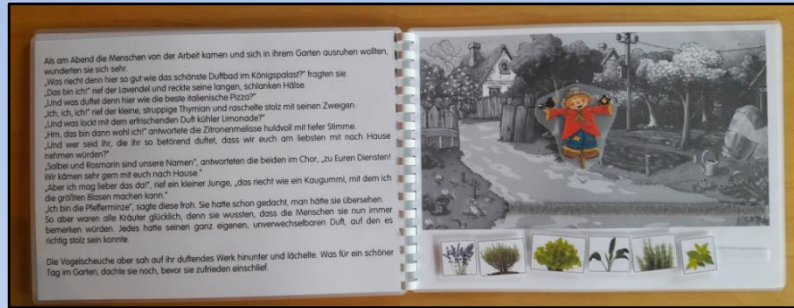 Als am Abend die Menschen von der Arbeit kamen und sich in ihrem Garten ausruhen wollten,
wunderten sie sich sehr.
„Was riecht denn hier so gut wie das schönste Duftbad im Königspalast?" fragten sie.
„Das bin ich!" rief der Lavendel und reckte seine langen, schlanken Hälse.
„Und was duftet denn hier wie die beste italienische Pizza?"
„Ich, ich, ich!" rief der kleine, struppige Thymian und raschelte stolz mit seinen Zweigen.
„Und was lockt mit dem erfrischenden Duft kühler Limonade?"
„Hm, das bin dann wohl ich!" antwortete die Zitronenmelisse huldvoll mit tiefer Stimme.
„Und wer seid ihr, die ihr so betörend duftet, dass wir euch am liebsten mit nach Hause
nehmen würden?"
„Salbei und Rosmarin sind unsere Namen", antworteten die beiden im Chor, „zu Euren Diensten!
Wir kämen sehr gern mit euch nach Hause."
„Aber ich mag lieber das da!", rief ein kleiner Junge, „das riecht wie ein Kaugummi, mit dem ich
die größten Blasen machen kann."
„Ich bin die Pfefferminze", sagte diese froh. Sie hatte schon gedacht, man hätte sie übersehen.
So aber waren alle Kräuter glücklich, denn sie wussten, dass die Menschen sie nun immer
bemerken würden. Jedes hatte seinen ganz eigenen, unverwechselbaren Duft, auf den es
richtig stolz sein konnte.
Die Vogelscheuche aber sah auf ihr duftendes Werk hinunter und lächelte. Was für ein schöner
Tag im Garten, dachte sie noch, bevor sie zufrieden einschlief.